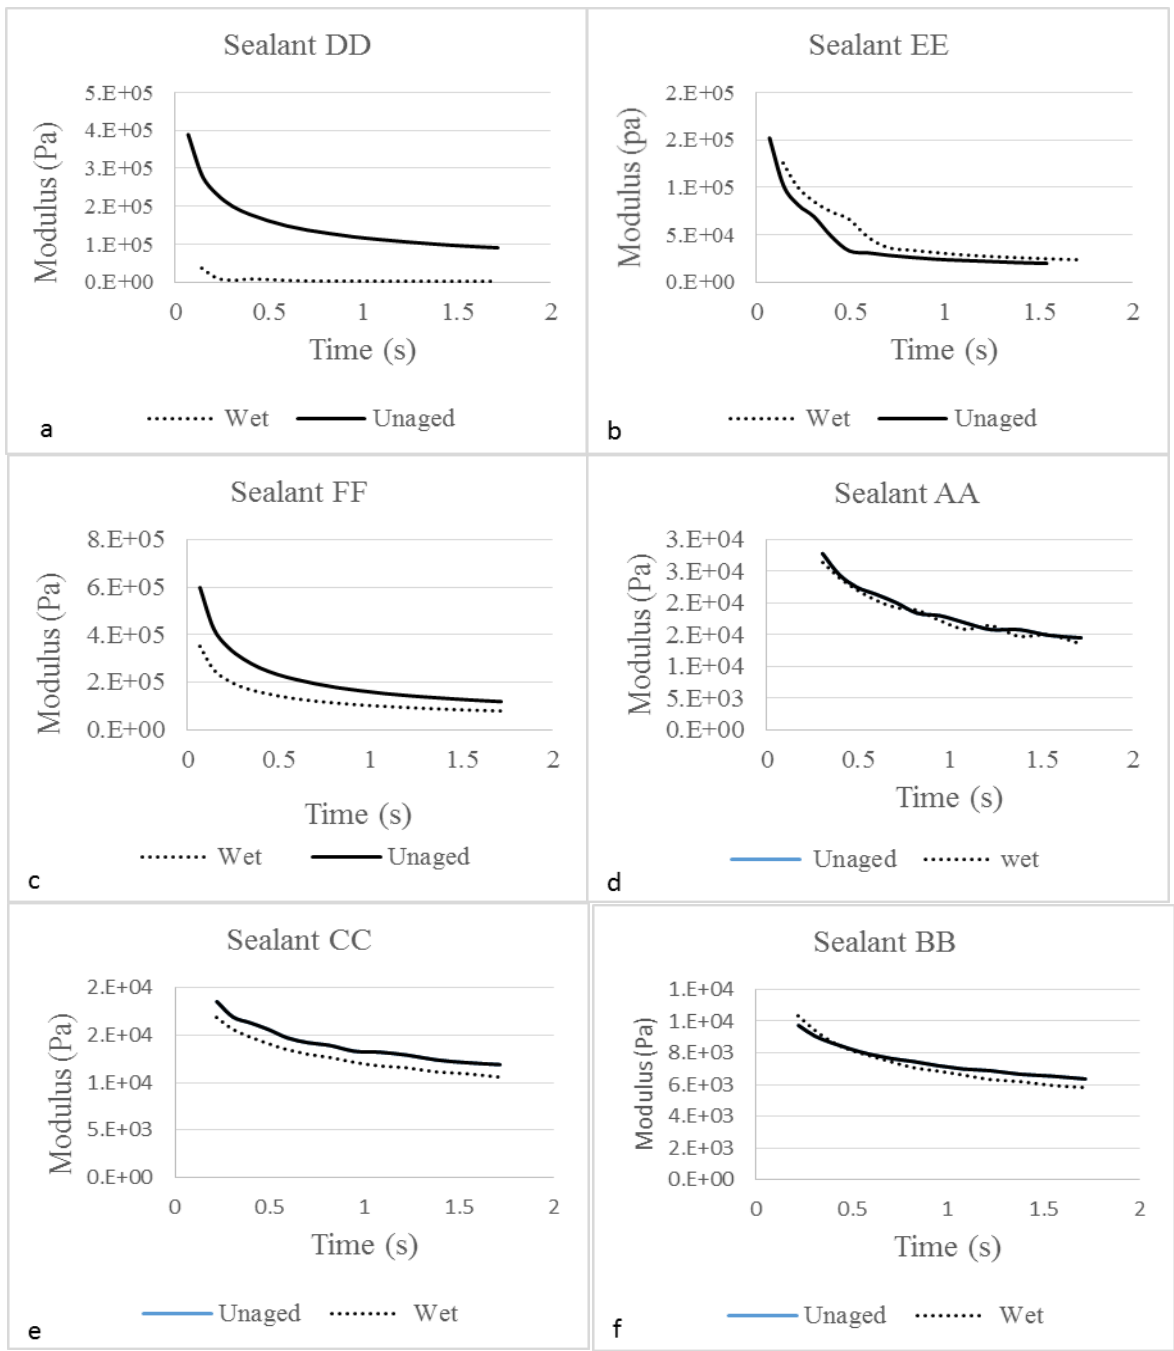 Sealant DD
5.E+05
4.E+05
3.E+05
2.E+05
1.E+05
0.E+00
Modulus (Pa)
0 0.5 1 1.5 2
Time (s)
Wet Unaged
a
Sealant EE
2.E+05
2.E+05
1.E+05
5.E+04
0.E+00
Modulus (pa)
0 0.5 1 1.5 2
Time (s)
Wet Unaged
b
Sealant FF
8.E+05
6.E+05
4.E+05
2.E+05
0.E+00
Modulus (Pa)
0 0.5 1 1.5 2
Time (s)
Wet Unaged
c
Sealant AA
3.E+04
3.E+04
2.E+04
2.E+04
1.E+04
5.E+03
0.E+00
Modulus (Pa)
0 0.5 1 1.5 2
Time (s)
Unaged wet
d
Sealant CC
2.E+04
2.E+04
1.E+04
5.E+03
0.E+00
Modulus (Pa)
0 0.5 1 1.5 2
Time (s)
Unaged Wet
e
Sealant BB
1.E+04
1.E+04
8.E+03
6.E+03
4.E+03
2.E+03
0.E+00
Modulus (Pa)
0 0.5 1 1.5 2
Time (s)
Unaged Wet
f